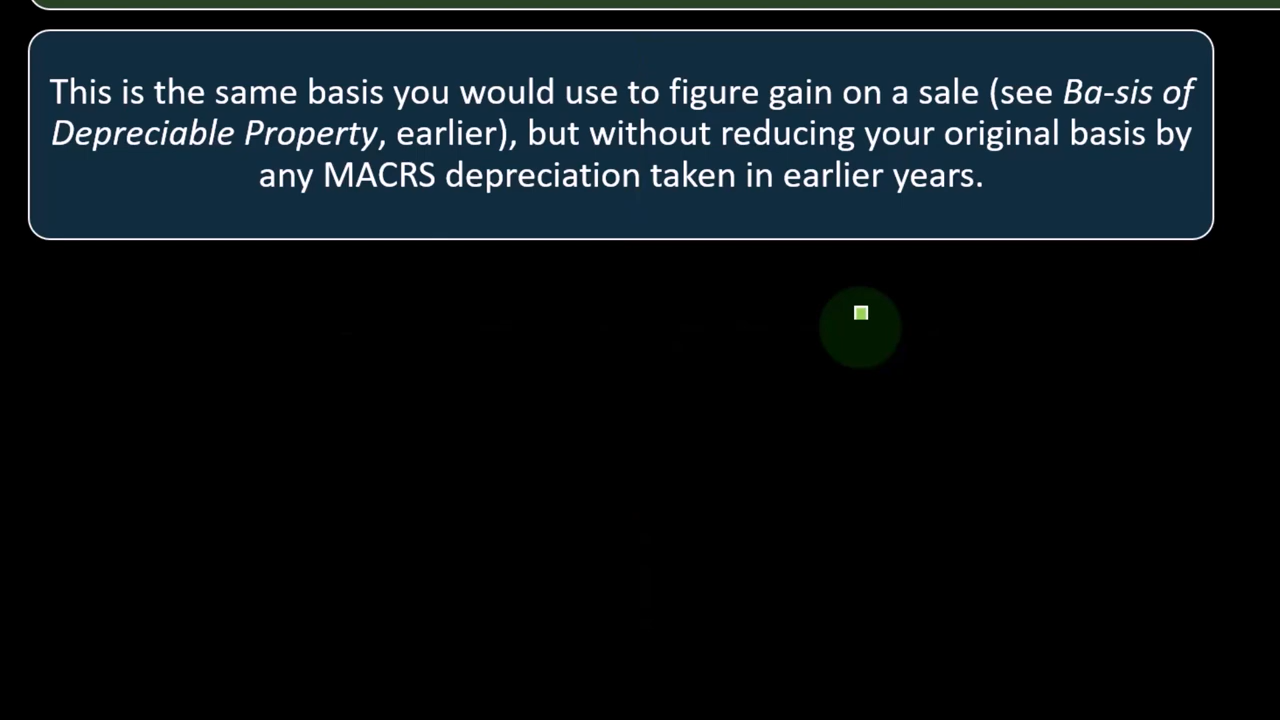 This is the same basis you would use to figure gain on a sale (see Ba-sis of
Depreciable Property, earlier), but without reducing your original basis by
any MACRS depreciation taken in earlier years.